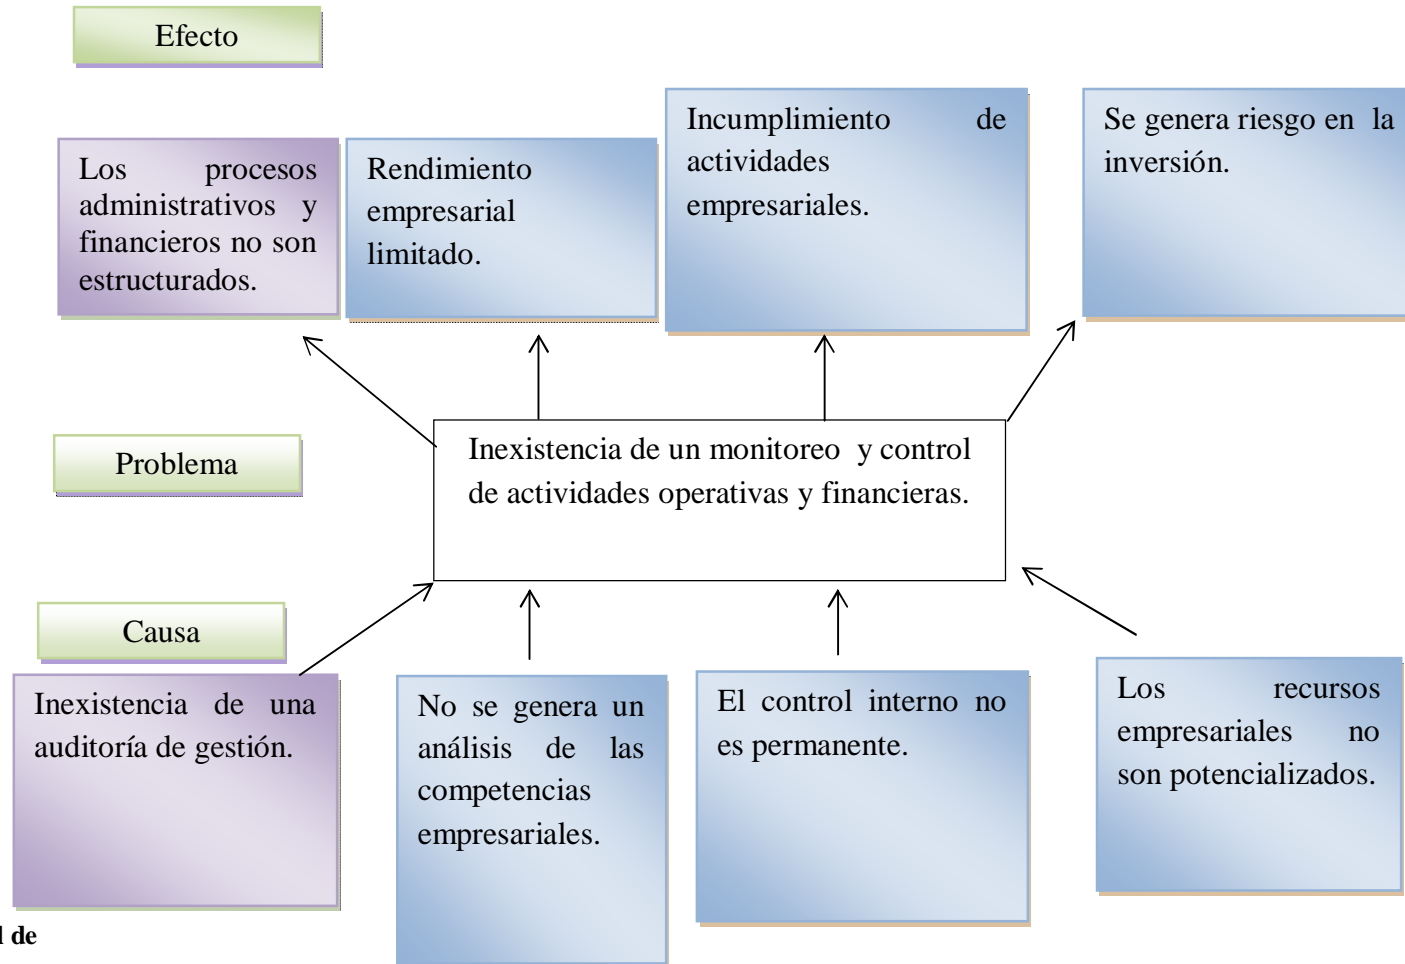 Efecto
Los procesos
administrativos y
financieros no son
estructurados.
Rendimiento
empresarial
limitado.
Incumplimiento de
actividades
empresariales.
Se genera riesgo en la
inversión.
Problema
Inexistencia de un monitoreo y control
de actividades operativas y financieras.
Causa
Inexistencia de una
auditoría de gestión.
No se genera un
análisis de las
competencias
empresariales.
El control interno no
es permanente.
Los recursos
empresariales no
son potencializados.
de